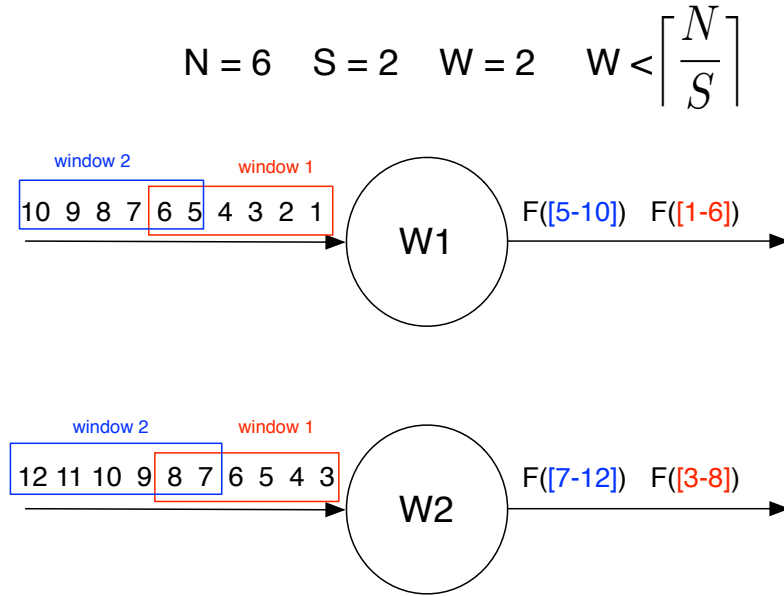 N = 6 S = 2 W = 2 W < ⌈N/S⌉
window 2 window 1
10 9 8 7 6 5 4 3 2 1
F([5-10]) F([1-6])
W1
window 2 window 1
12 11 10 9 8 7 6 5 4 3
F([7-12]) F([3-8])
W2